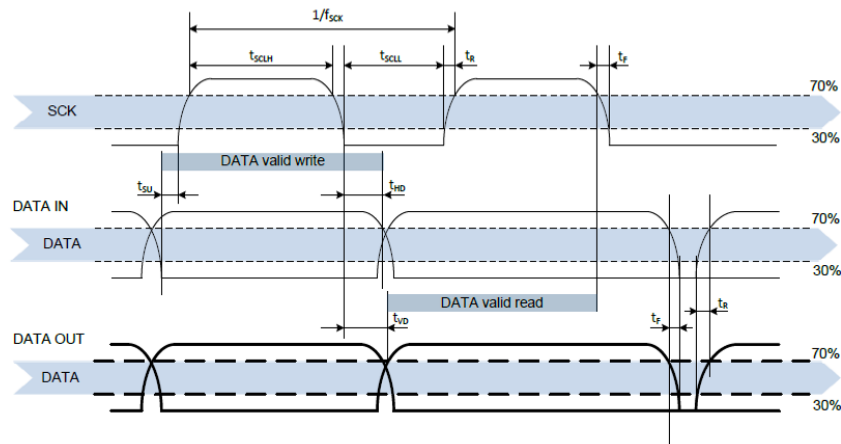 1/fSCK
tSCLH tSCLL tR tF
70%
SCK
30%
DATA valid write
tSU tHD
DATA IN
70%
DATA
30%
DATA valid read
tVD tF tR
DATA OUT
70%
DATA
30%